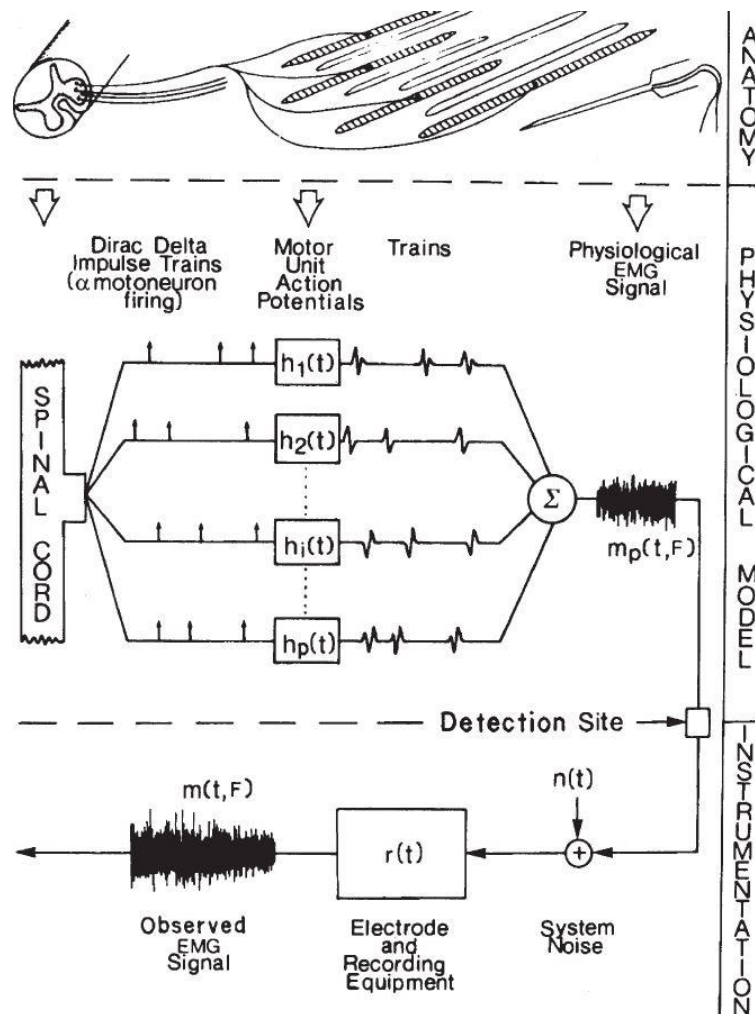 ANATOMY
Dirac Delta
Impulse Trains
(α motoneuron
firing)
Motor
Unit
Action
Potentials
Trains
Physiological
EMG
Signal
PHYSIOLOGICAL MODEL
SPINAL CORD
h1(t)
h2(t)
hi(t)
hp(t)
Σ
mp(t,F)
Detection Site
INSTRUMENTATION
m(t,F)
n(t)
r(t)
+
Observed
EMG
Signal
Electrode
and
Recording
Equipment
System
Noise